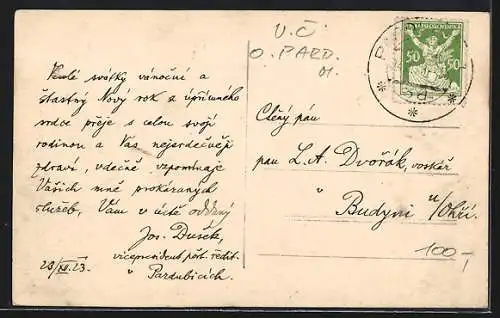 V.Č.
O. PARD.
01.
50 50
Veselé svátky vánoční a
šťastný Nový rok z upřímného
srdce přeje s celou svojí
rodinou a Vás nejsrdečněji
zdraví, vděčně vzpomínaje
Vašich mně prokázaných
služeb, Vám v úctě oddaný
Jos. Dušek,
vicepresident pošt. ředit.
v Pardubicích.
23/XII.23.
Ctěný pán
pan L. A. Dvořák, voskář
v
Budyni n/Ohří.
100,-